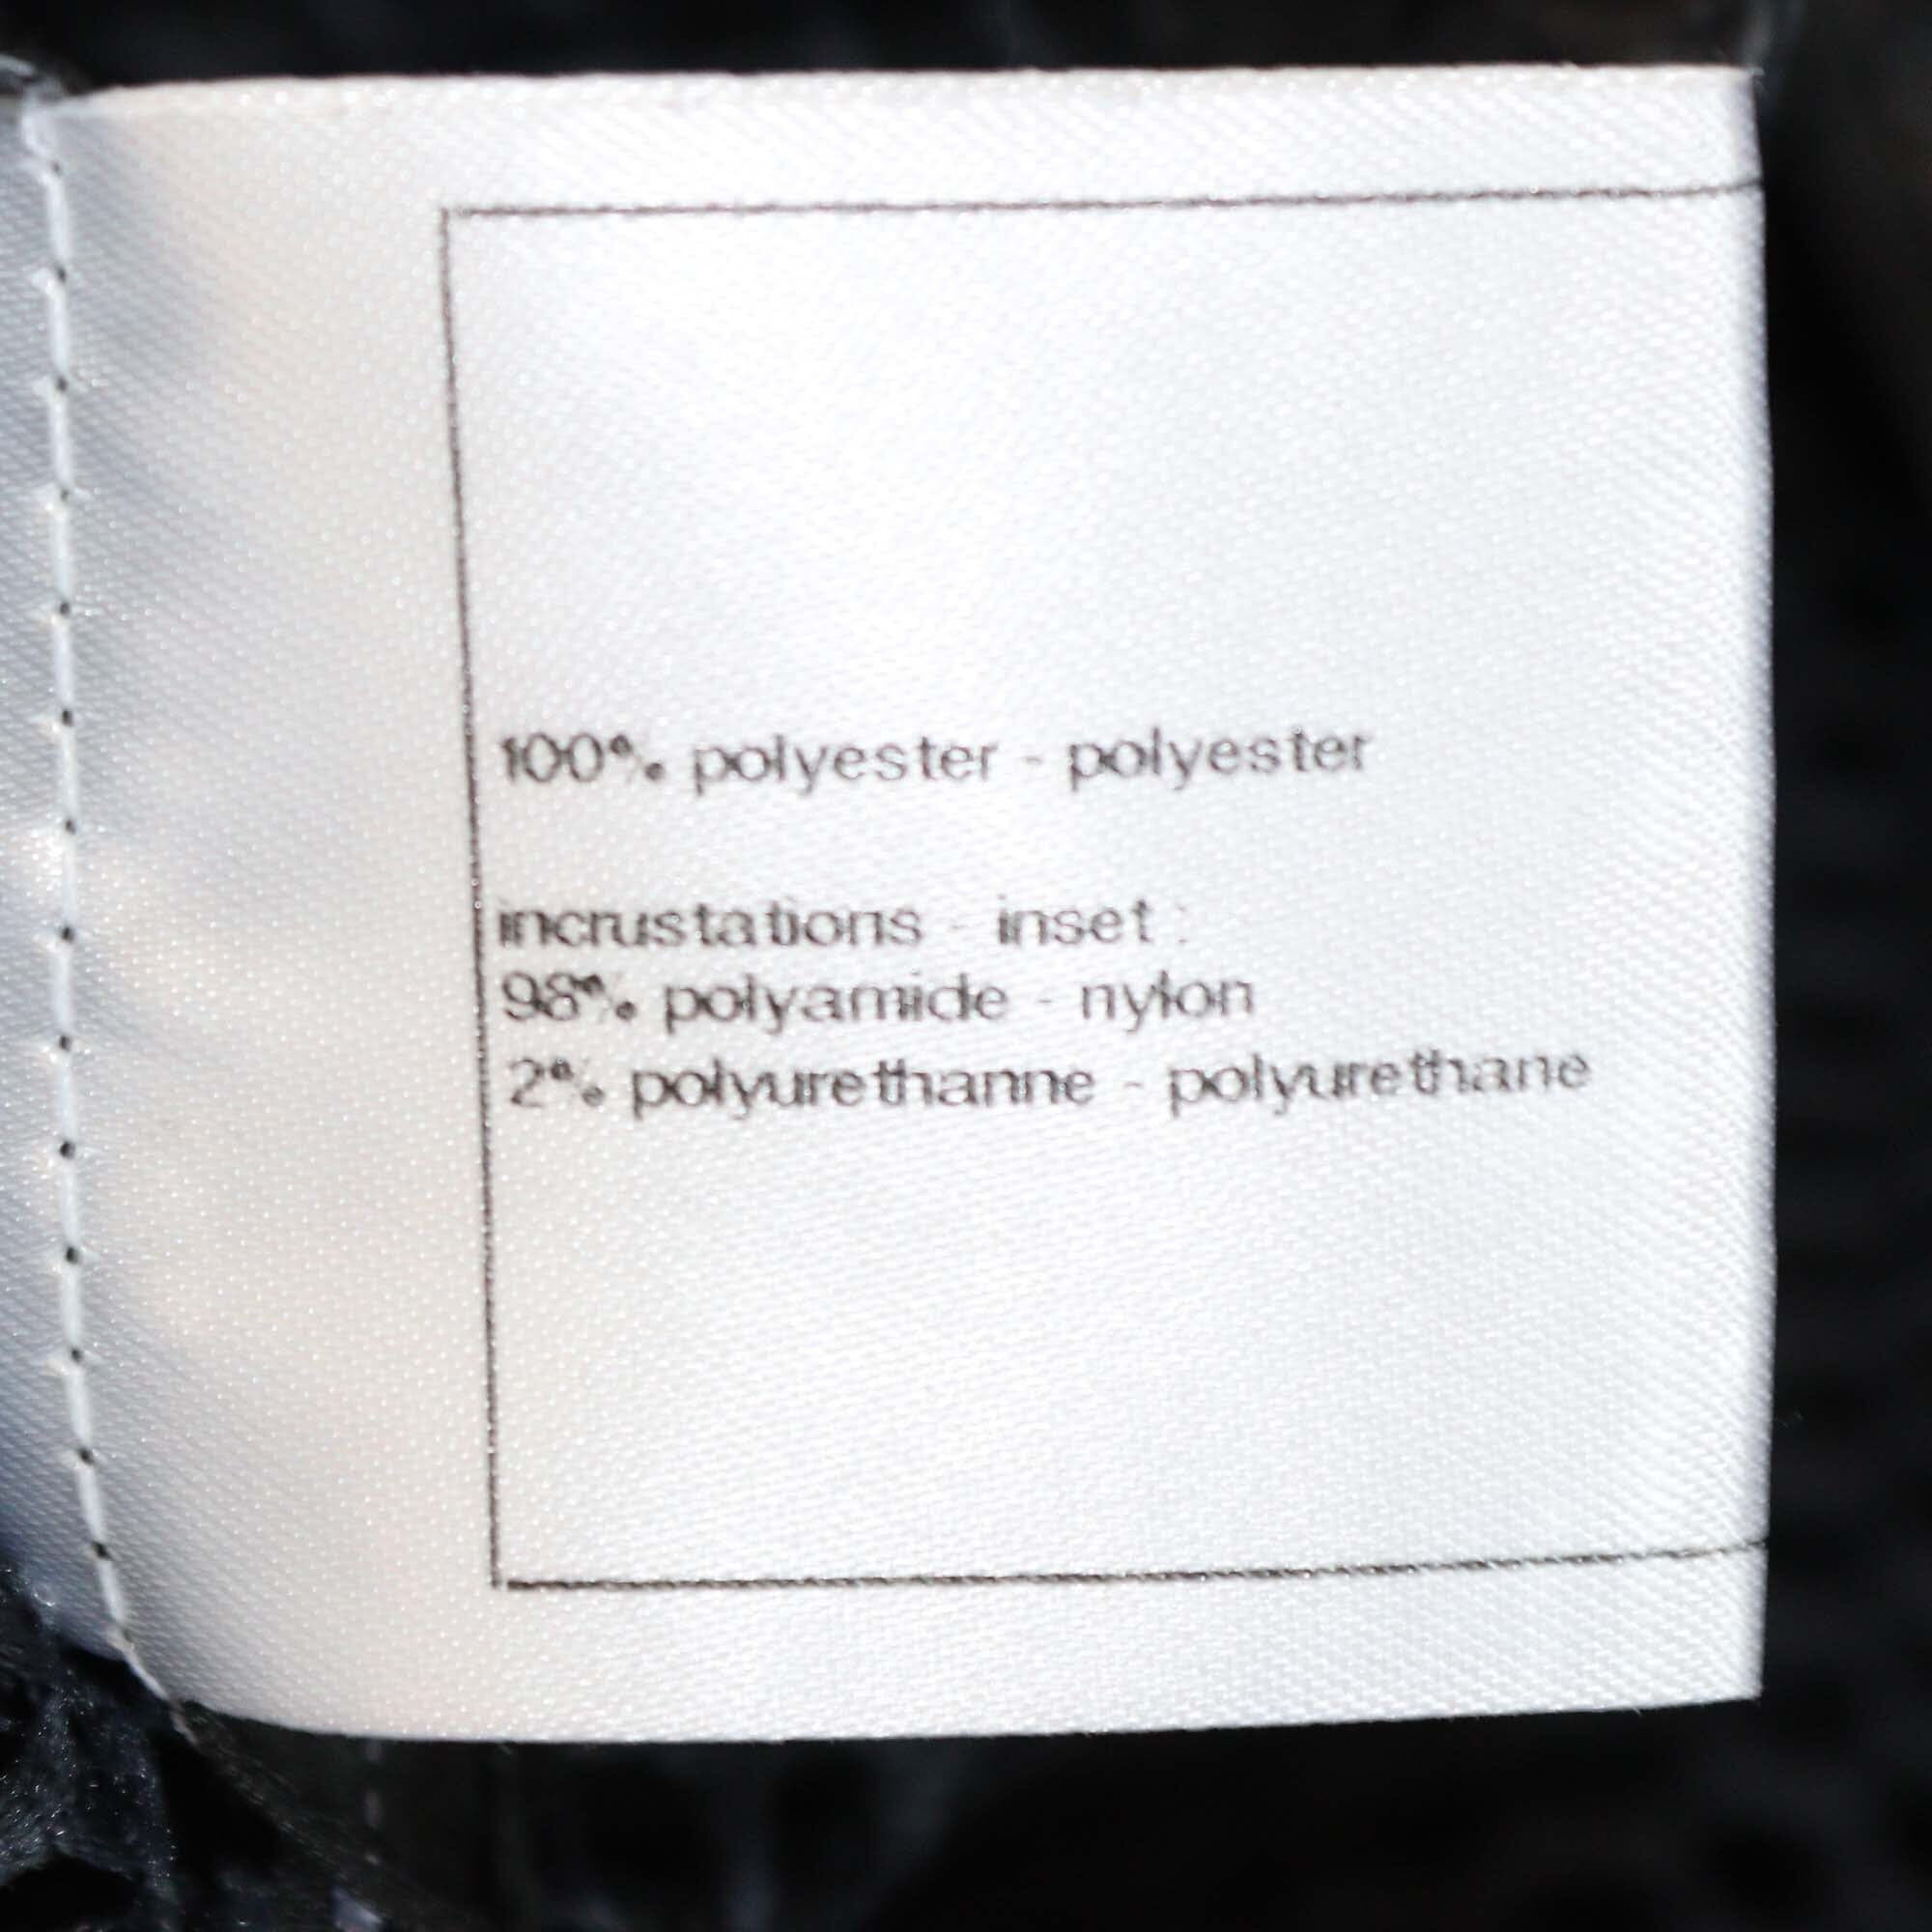 100% polyester - polyester
incrustations - inset :
98% polyamide - nylon
2% polyurethanne - polyurethane